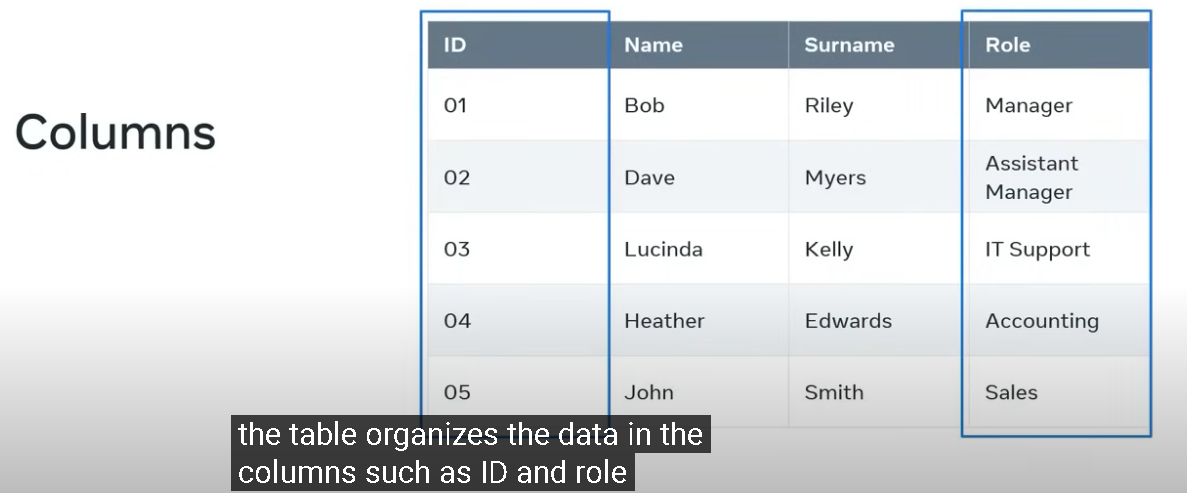 Columns
ID Name Surname Role
01 Bob Riley Manager
02 Dave Myers Assistant
Manager
03 Lucinda Kelly IT Support
04 Heather Edwards Accounting
05 John Smith Sales
the table organizes the data in the
columns such as ID and role